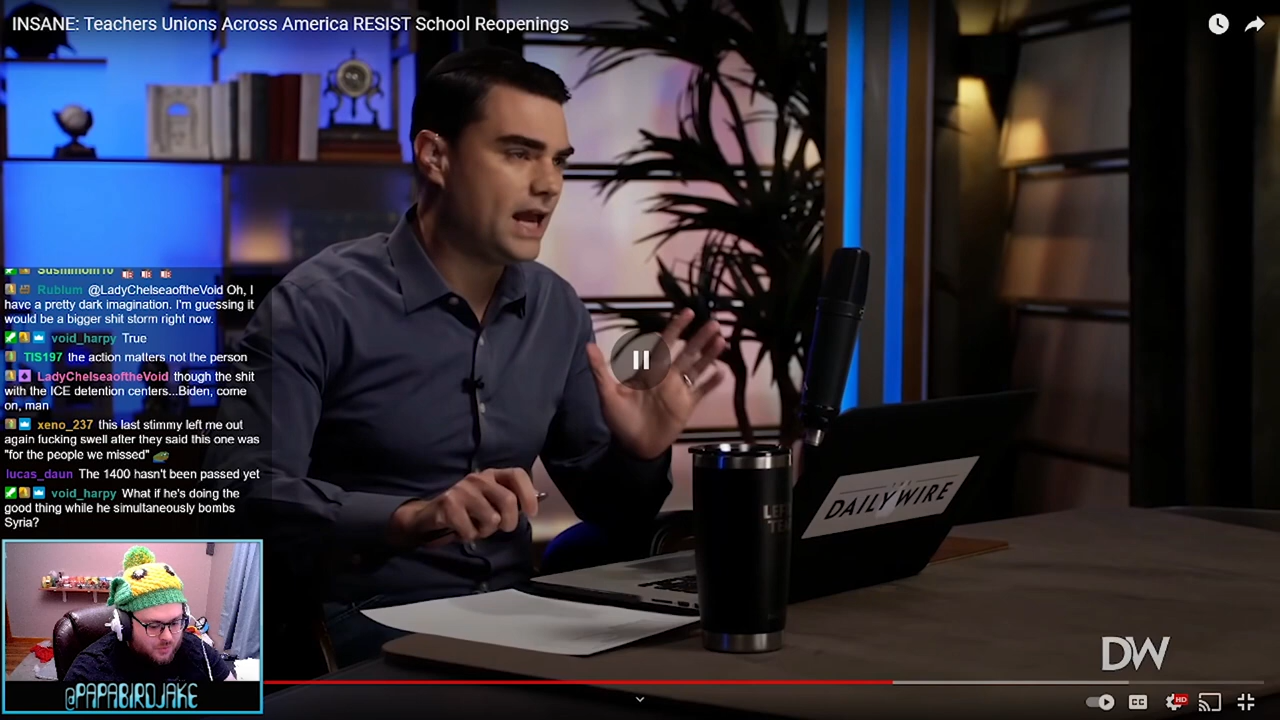 INSANE: Teachers Unions Across America RESIST School Reopenings
Rublum @LadyChelseaoftheVoid Oh, I
have a pretty dark imagination. I'm guessing it
would be a bigger shit storm right now.
void_harpy True
TIS197 the action matters not the person
LadyChelseaoftheVoid though the shit
with the ICE detention centers...Biden, come
on, man
xeno_237 this last stimmy left me out
again fucking swell after they said this one was
"for the people we missed"
lucas_daun The 1400 hasn't been passed yet
void_harpy What if he's doing the
good thing while he simultaneously bombs
Syria?
DAILY WIRE
DW
@PAPABIRDJAKE
CC
HD